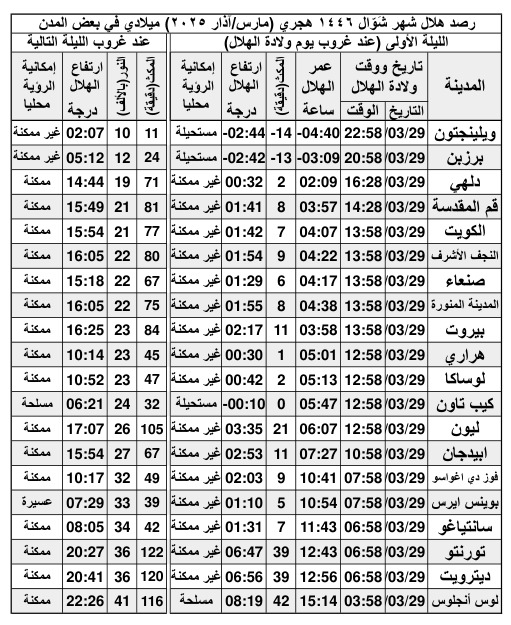 رصد هلال شهر شوّال ١٤٤٦ هجري (مارس/آذار ٢٠٢٥) ميلادي في بعض المدن
الليلة الأولى (عند غروب يوم ولادة الهلال) عند غروب الليلة التالية
المدينة تاريخ ووقت ولادة الهلال عمر الهلال ساعة المكث(دقيقة) ارتفاع الهلال درجة إمكانية الرؤية محليا المكث(دقيقة) النور(بالألف) ارتفاع الهلال درجة إمكانية الرؤية محليا
التاريخ الوقت
ويلينجتون 03/29/ 22:58 -04:40 -14 -02:44 مستحيلة 11 10 02:07 غير ممكنة
برزبن 03/29/ 20:58 -03:09 -13 -02:42 مستحيلة 24 12 05:12 غير ممكنة
دلهي 03/29/ 16:28 02:09 2 00:32 غير ممكنة 71 19 14:44 ممكنة
قم المقدسة 03/29/ 14:28 03:57 8 01:41 غير ممكنة 81 21 15:49 ممكنة
الكويت 03/29/ 13:58 04:07 7 01:42 غير ممكنة 77 21 15:54 ممكنة
النجف الأشرف 03/29/ 13:58 04:22 9 01:54 غير ممكنة 80 22 16:05 ممكنة
صنعاء 03/29/ 13:58 04:17 6 01:29 غير ممكنة 67 22 15:18 ممكنة
المدينة المنورة 03/29/ 13:58 04:38 8 01:55 غير ممكنة 75 22 16:05 ممكنة
بيروت 03/29/ 13:58 03:58 11 02:17 غير ممكنة 84 23 16:25 ممكنة
هراري 03/29/ 12:58 05:01 1 00:30 غير ممكنة 45 23 10:14 ممكنة
لوساكا 03/29/ 12:58 05:13 2 00:42 غير ممكنة 47 23 10:52 ممكنة
كيب تاون 03/29/ 12:58 05:47 0 -00:10 مستحيلة 32 24 06:21 مسلحة
ليون 03/29/ 12:58 06:07 21 03:35 غير ممكنة 105 26 17:07 ممكنة
ابيدجان 03/29/ 10:58 07:27 11 02:53 غير ممكنة 67 27 15:54 ممكنة
فوز دي اغواسو 03/29/ 07:58 10:41 9 02:03 غير ممكنة 49 32 10:17 ممكنة
بوينس ايرس 03/29/ 07:58 10:54 5 01:10 غير ممكنة 39 33 07:29 عسيرة
سانتياغو 03/29/ 06:58 11:43 7 01:31 غير ممكنة 42 34 08:05 ممكنة
تورنتو 03/29/ 06:58 12:43 39 06:47 غير ممكنة 122 36 20:27 ممكنة
ديترويت 03/29/ 06:58 12:56 39 06:56 غير ممكنة 120 36 20:41 ممكنة
لوس أنجلوس 03/29/ 03:58 15:14 42 08:19 مسلحة 116 41 22:26 ممكنة